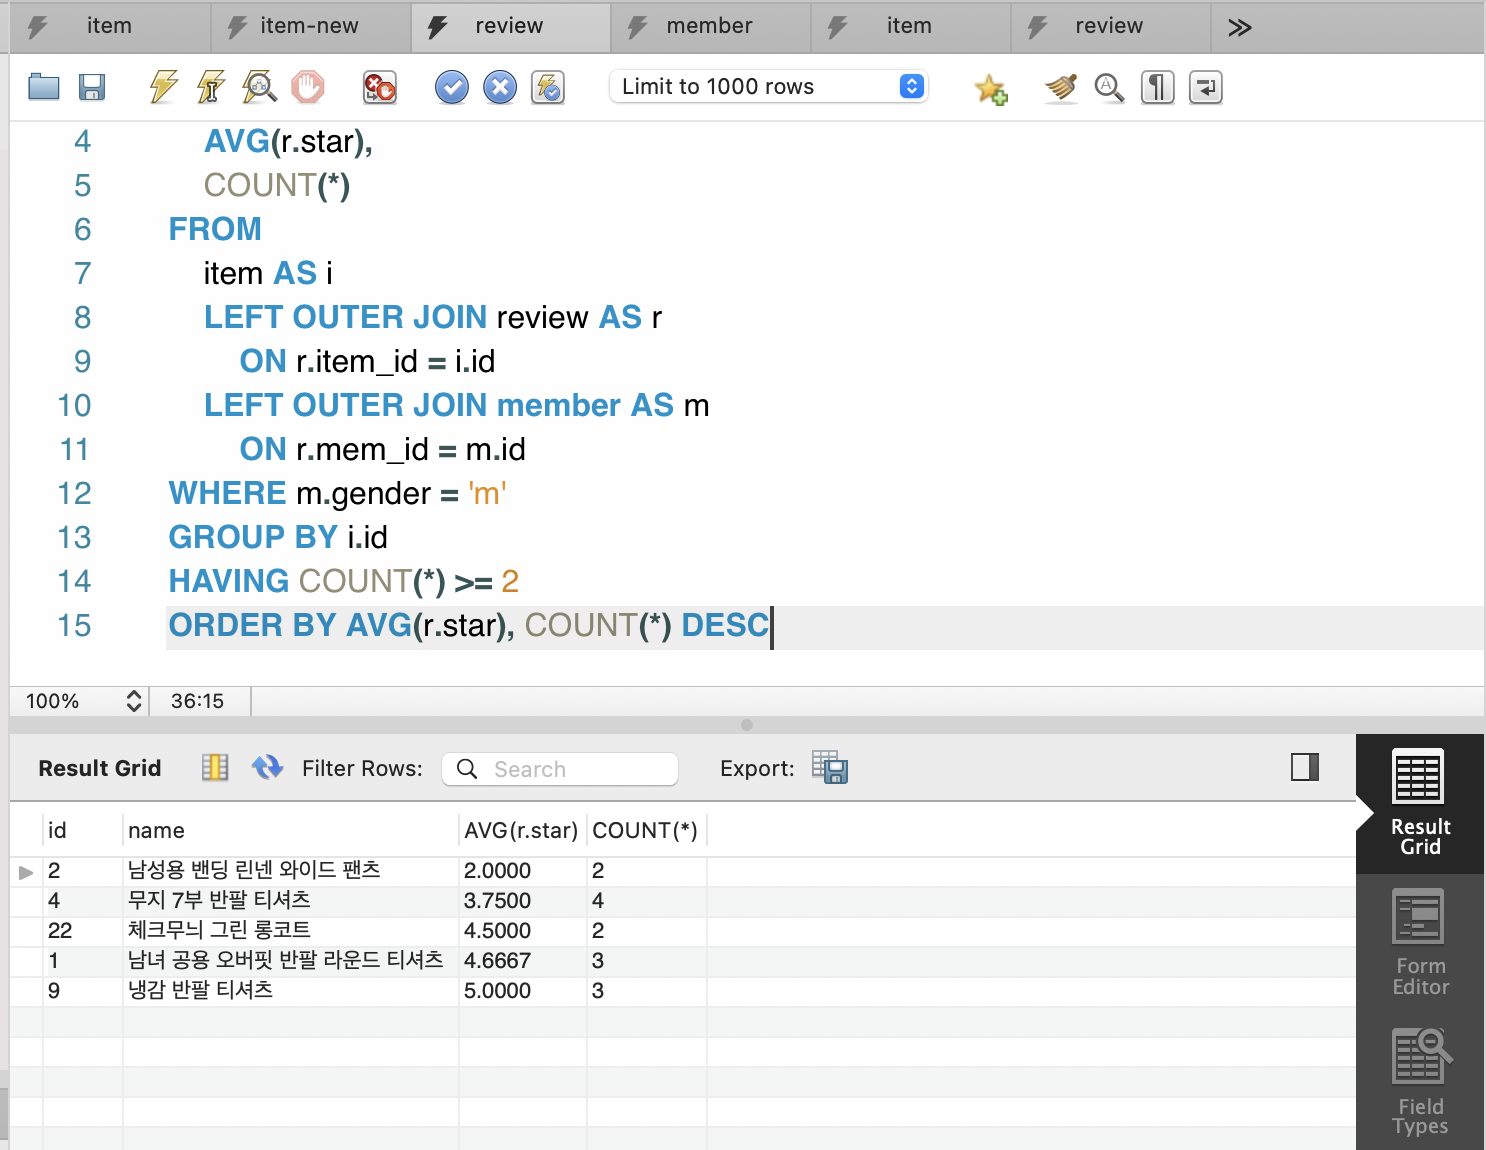 item item-new review member item review
Limit to 1000 rows
4 AVG(r.star),
5 COUNT(*)
6 FROM
7 item AS i
8 LEFT OUTER JOIN review AS r
9 ON r.item_id = i.id
10 LEFT OUTER JOIN member AS m
11 ON r.mem_id = m.id
12 WHERE m.gender = 'm'
13 GROUP BY i.id
14 HAVING COUNT(*) >= 2
15 ORDER BY AVG(r.star), COUNT(*) DESC
100% 36:15
Result Grid Filter Rows: Search Export:
id name AVG(r.star) COUNT(*)
2 남성용 밴딩 린넨 와이드 팬츠 2.0000 2
4 무지 7부 반팔 티셔츠 3.7500 4
22 체크무늬 그린 롱코트 4.5000 2
1 남녀 공용 오버핏 반팔 라운드 티셔츠 4.6667 3
9 냉감 반팔 티셔츠 5.0000 3
Result
Grid
Form
Editor
Field
Types